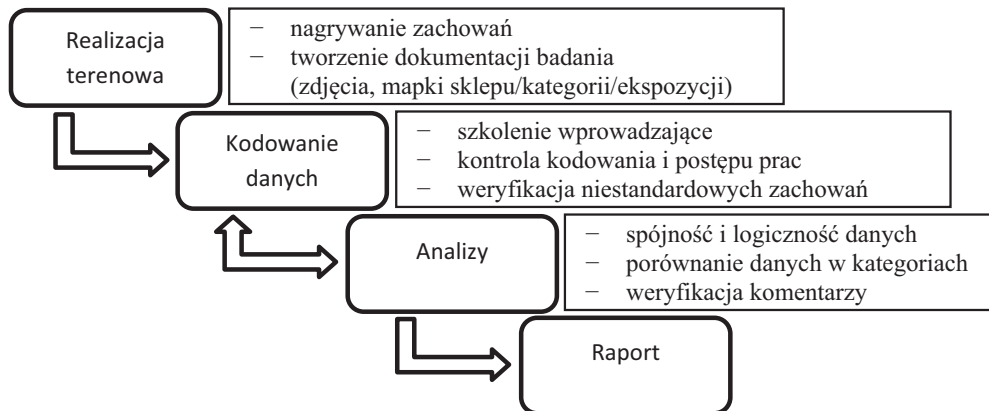 Realizacja
terenowa
− nagrywanie zachowań
− tworzenie dokumentacji badania
(zdjęcia, mapki sklepu/kategorii/ekspozycji)
Kodowanie
danych
− szkolenie wprowadzające
− kontrola kodowania i postępu prac
− weryfikacja niestandardowych zachowań
Analizy
− spójność i logiczność danych
− porównanie danych w kategoriach
− weryfikacja komentarzy
Raport